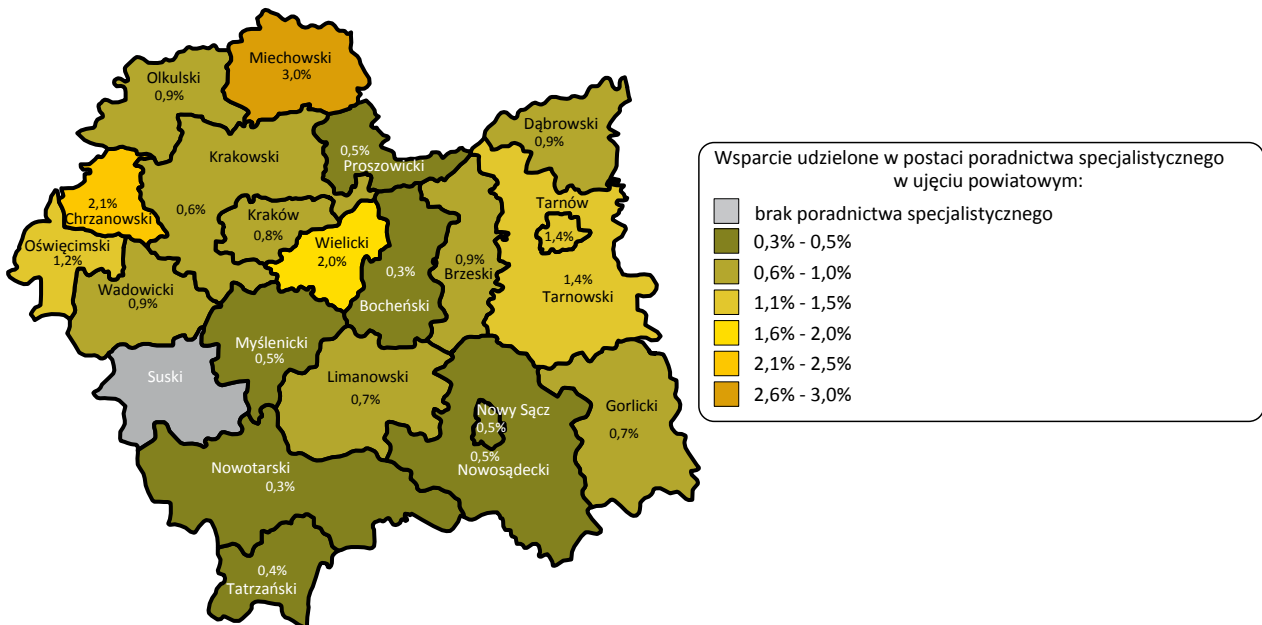 Miechowski
3,0%
Olkulski
0,9%
Dąbrowski
0,9%
0,5%
Proszowicki
Krakowski
0,6%
2,1%
Chrzanowski
Kraków
0,8%
Tarnów
1,4%
Oświęcimski
1,2%
Wielicki
2,0%
0,3%
Bocheński
0,9%
Brzeski
1,4%
Tarnowski
Wadowicki
0,9%
Myślenicki
0,5%
Suski
Limanowski
0,7%
Nowy Sącz
0,5%
0,5%
Nowosądecki
Gorlicki
0,7%
Nowotarski
0,3%
0,4%
Tatrzański
Wsparcie udzielone w postaci poradnictwa specjalistycznego
w ujęciu powiatowym:
brak poradnictwa specjalistycznego
0,3% - 0,5%
0,6% - 1,0%
1,1% - 1,5%
1,6% - 2,0%
2,1% - 2,5%
2,6% - 3,0%